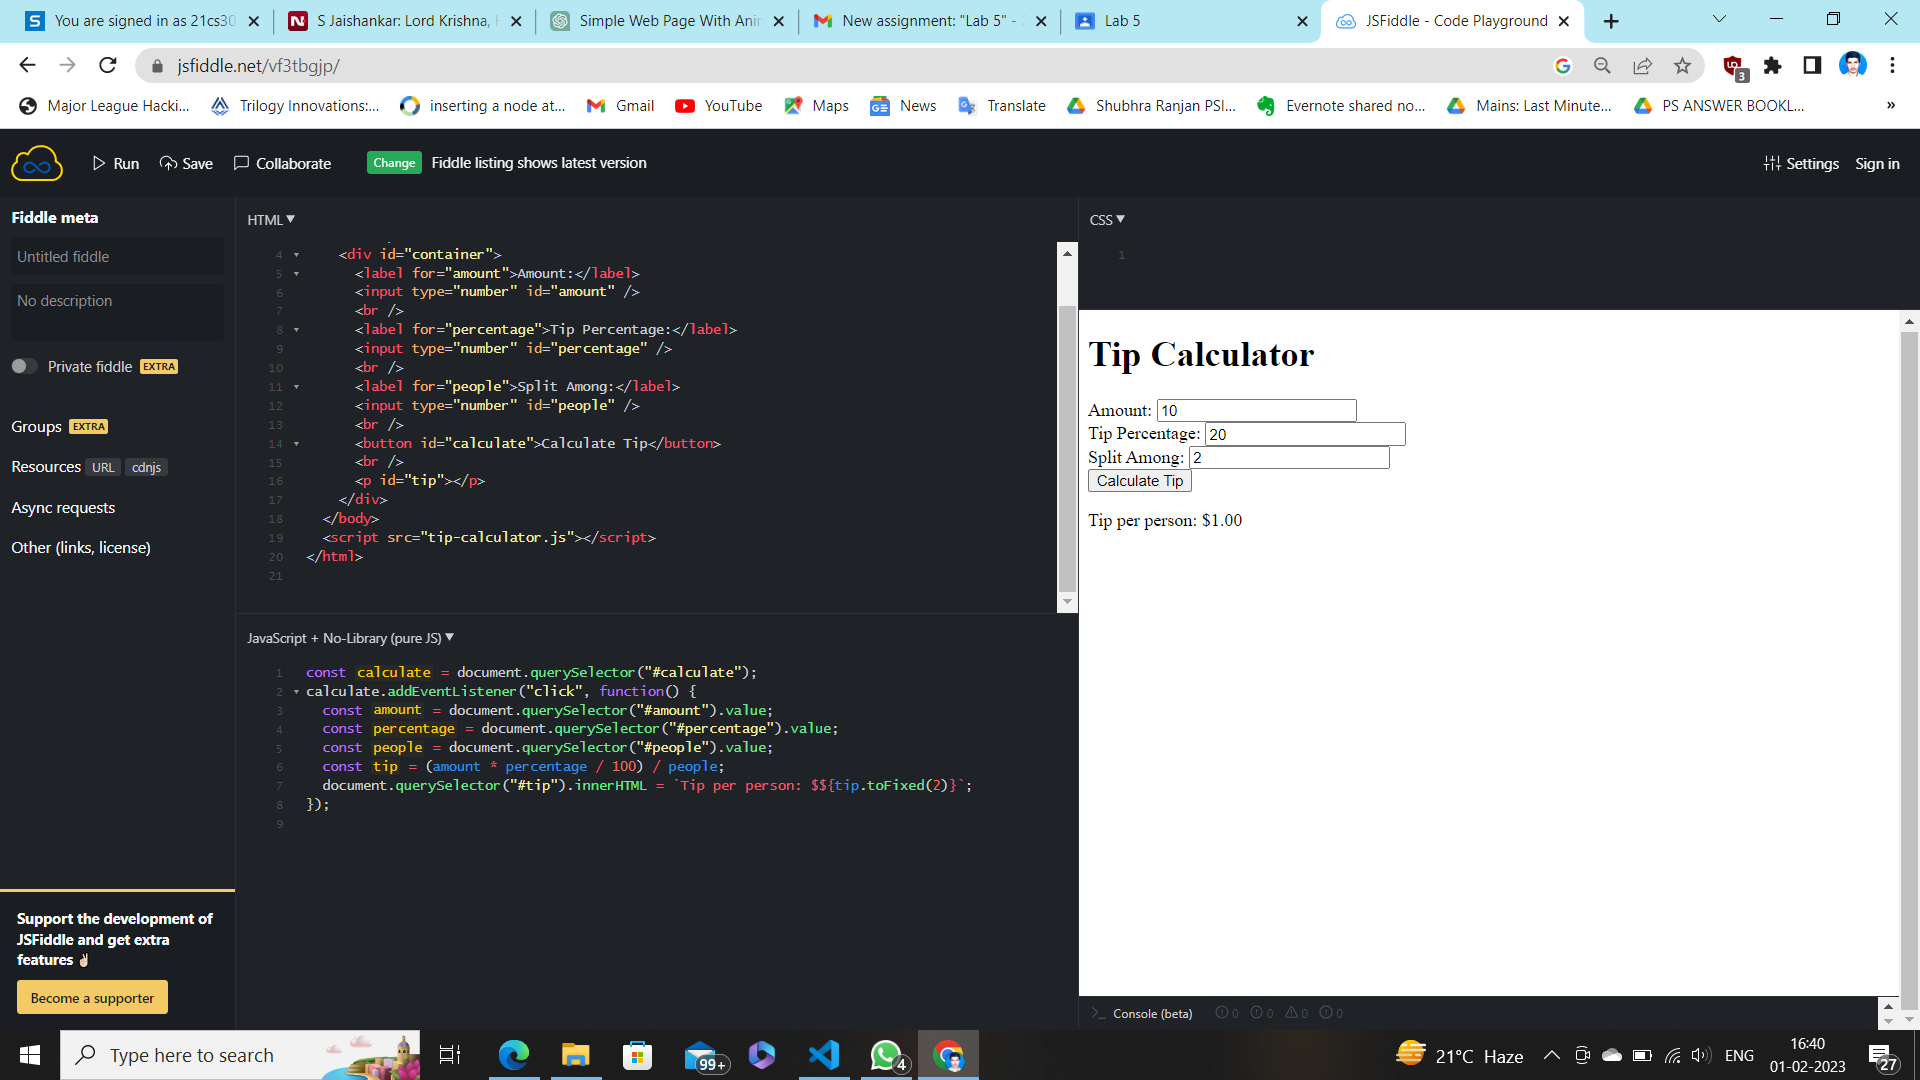 You are signed in as 21cs30
S Jaishankar: Lord Krishna,
Simple Web Page With Ani
New assignment: "Lab 5" -
Lab 5
JSFiddle - Code Playground
jsfiddle.net/vf3tbgjp/
3
Major League Hacki...
Trilogy Innovations:...
inserting a node at...
Gmail
YouTube
Maps
News
Translate
Shubhra Ranjan PSI...
Evernote shared no...
Mains: Last Minute...
PS ANSWER BOOKL...
»
Run
Save
Collaborate
Change
Fiddle listing shows latest version
Settings
Sign in
Fiddle meta
Untitled fiddle
No description
Private fiddle EXTRA
Groups EXTRA
Resources URL cdnjs
Async requests
Other (links, license)
Support the development of
JSFiddle and get extra
features ✌🏻
Become a supporter
HTML ▼
4 <div id="container">
5 <label for="amount">Amount:</label>
6 <input type="number" id="amount" />
7 <br />
8 <label for="percentage">Tip Percentage:</label>
9 <input type="number" id="percentage" />
10 <br />
11 <label for="people">Split Among:</label>
12 <input type="number" id="people" />
13 <br />
14 <button id="calculate">Calculate Tip</button>
15 <br />
16 <p id="tip"></p>
17 </div>
18 </body>
19 <script src="tip-calculator.js"></script>
20 </html>
21
JavaScript + No-Library (pure JS) ▼
1 const calculate = document.querySelector("#calculate");
2 calculate.addEventListener("click", function() {
3 const amount = document.querySelector("#amount").value;
4 const percentage = document.querySelector("#percentage").value;
5 const people = document.querySelector("#people").value;
6 const tip = (amount * percentage / 100) / people;
7 document.querySelector("#tip").innerHTML = `Tip per person: $${tip.toFixed(2)}`;
8 });
9
CSS ▼
1
Tip Calculator
Amount: 10
Tip Percentage: 20
Split Among: 2
Calculate Tip
Tip per person: $1.00
Console (beta) 0 0 0 0
Type here to search
99+
4
21°C Haze
ENG
16:40
01-02-2023
27